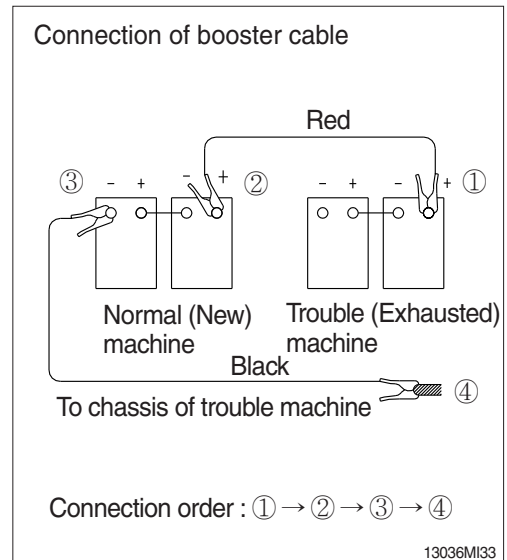 Connection of booster cable
Red
③ - + - + ② - + - + ①
Normal (New)
machine
Trouble (Exhausted)
machine
Black
To chassis of trouble machine ④
Connection order : ① → ② → ③ → ④
13036MI33